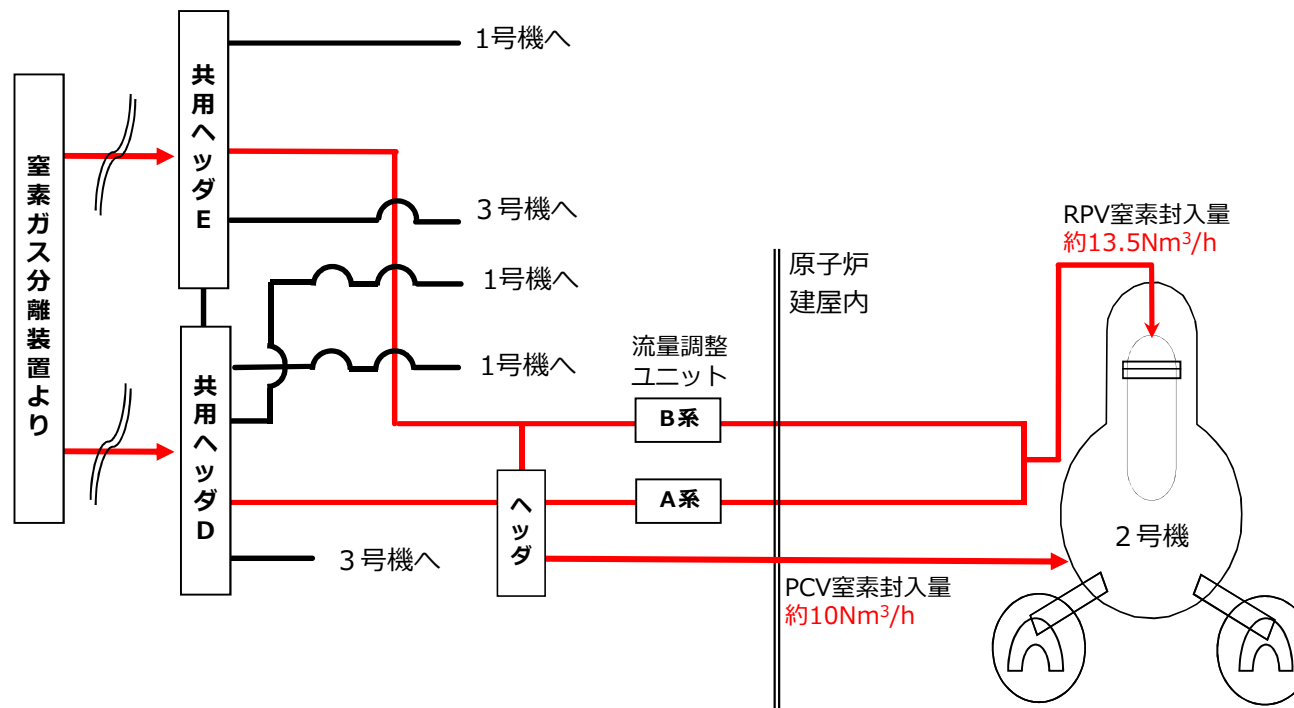 窒素ガス分離装置より
共用ヘッダE
共用ヘッダD
1号機へ
３号機へ
1号機へ
1号機へ
３号機へ
ヘッダ
流量調整
ユニット
B系
A系
原子炉
建屋内
RPV窒素封入量
約13.5Nm³/h
PCV窒素封入量
約10Nm³/h
２号機